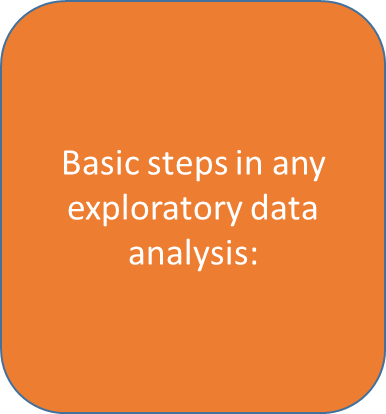 Basic steps in any
exploratory data
analysis: